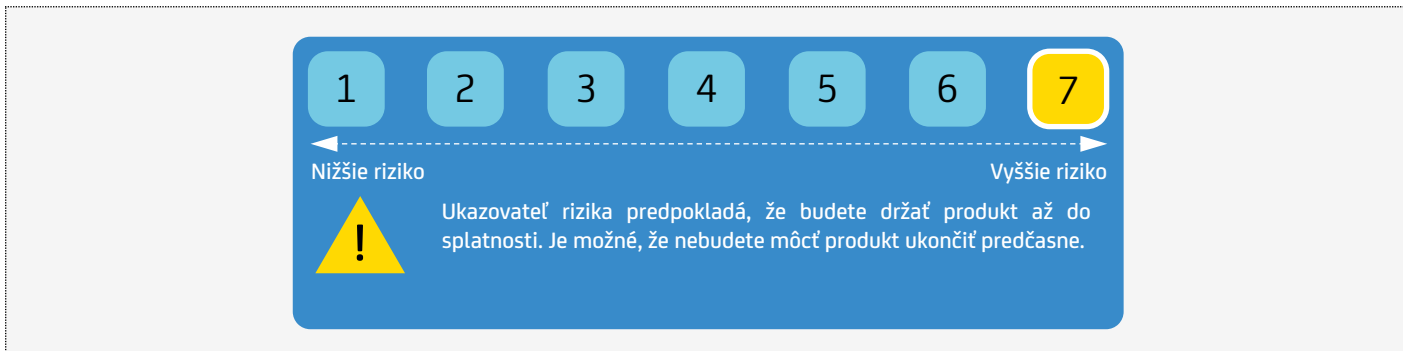 1 2 3 4 5 6 7
Nižšie riziko Vyššie riziko
Ukazovateľ rizika predpokladá, že budete držať produkt až do
splatnosti. Je možné, že nebudete môcť produkt ukončiť predčasne.
!